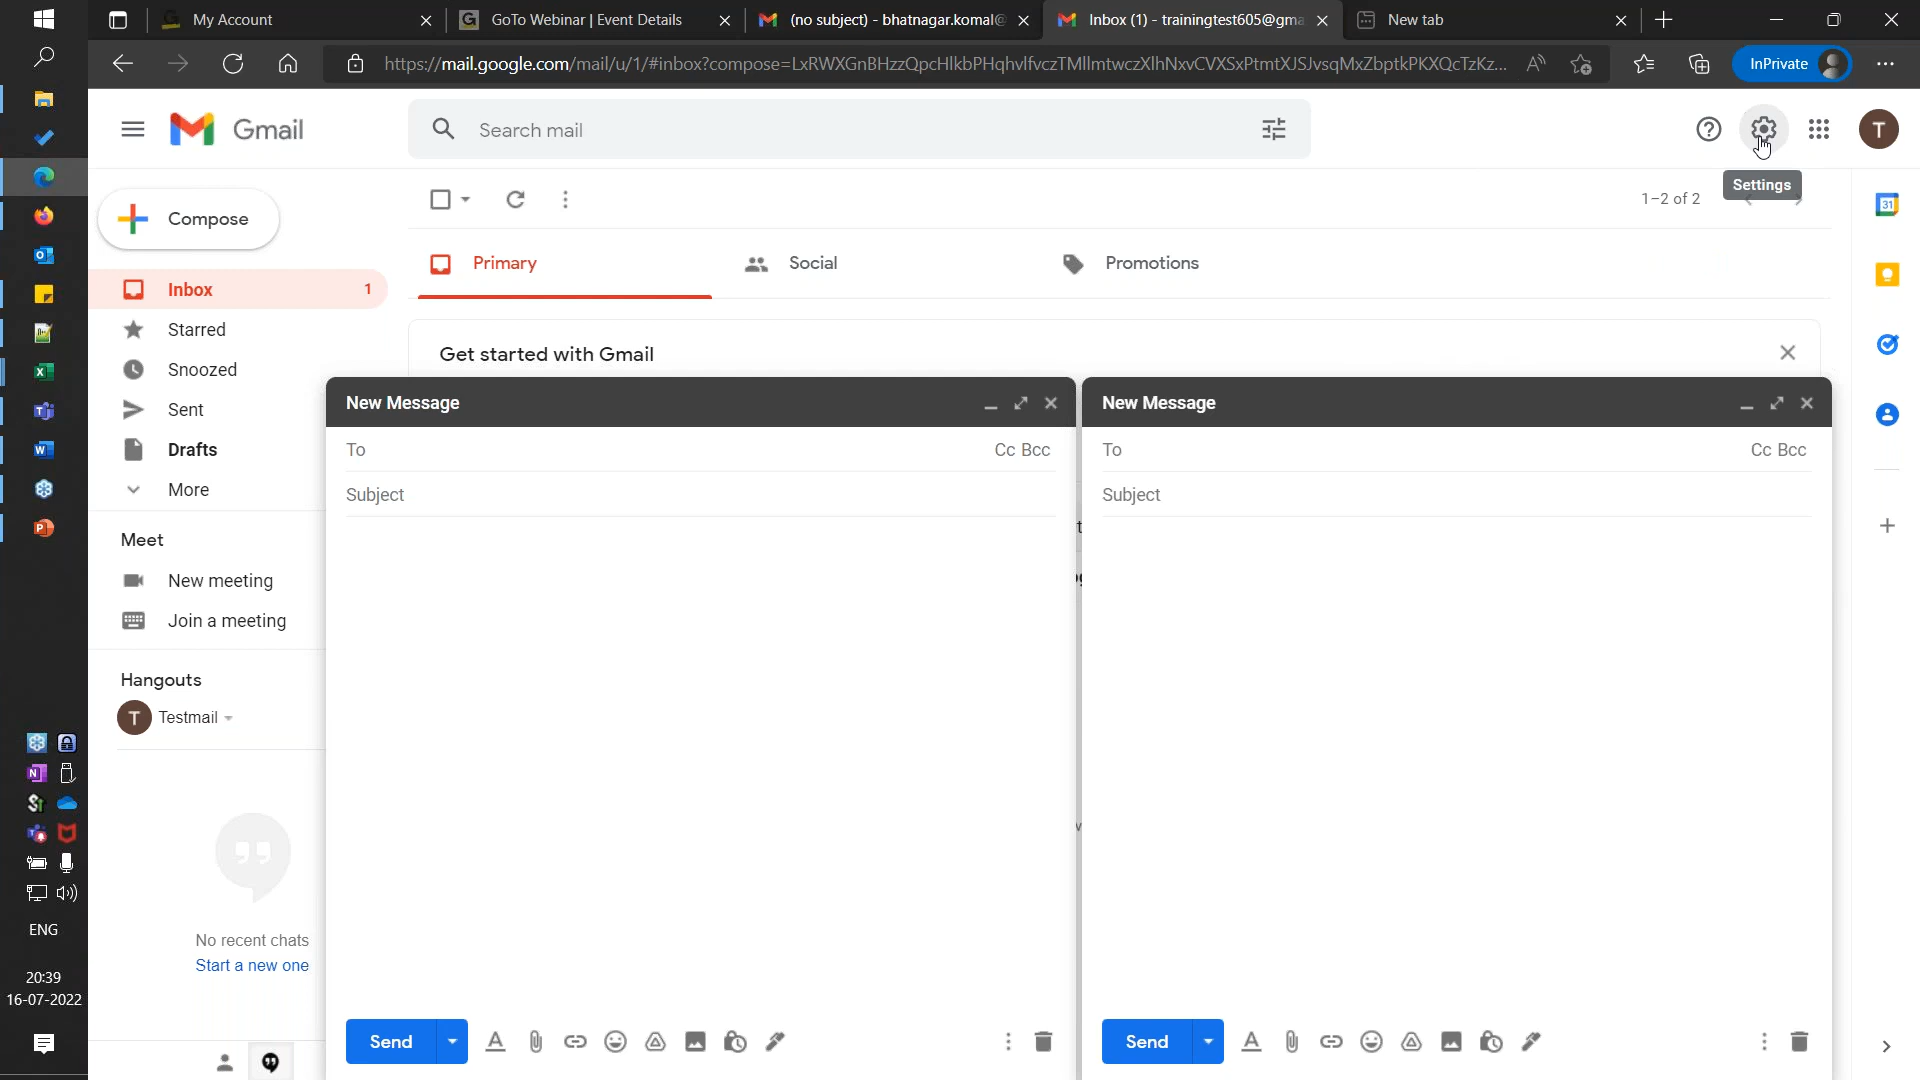 My Account
GoTo Webinar | Event Details
(no subject) - bhatnagar.komal@
Inbox (1) - trainingtest605@gma
New tab
https://mail.google.com/mail/u/1/#inbox?compose=
InPrivate
Gmail
Search mail
T
Settings
Compose
1–2 of 2
31
Primary
Social
Promotions
Inbox 1
Starred
Get started with Gmail
Snoozed
Sent
New Message
New Message
Drafts
To Cc Bcc
To Cc Bcc
More
Subject
Subject
Meet
New meeting
Join a meeting
Hangouts
T Testmail
No recent chats
Start a new one
ENG
20:39
16-07-2022
Send
Send